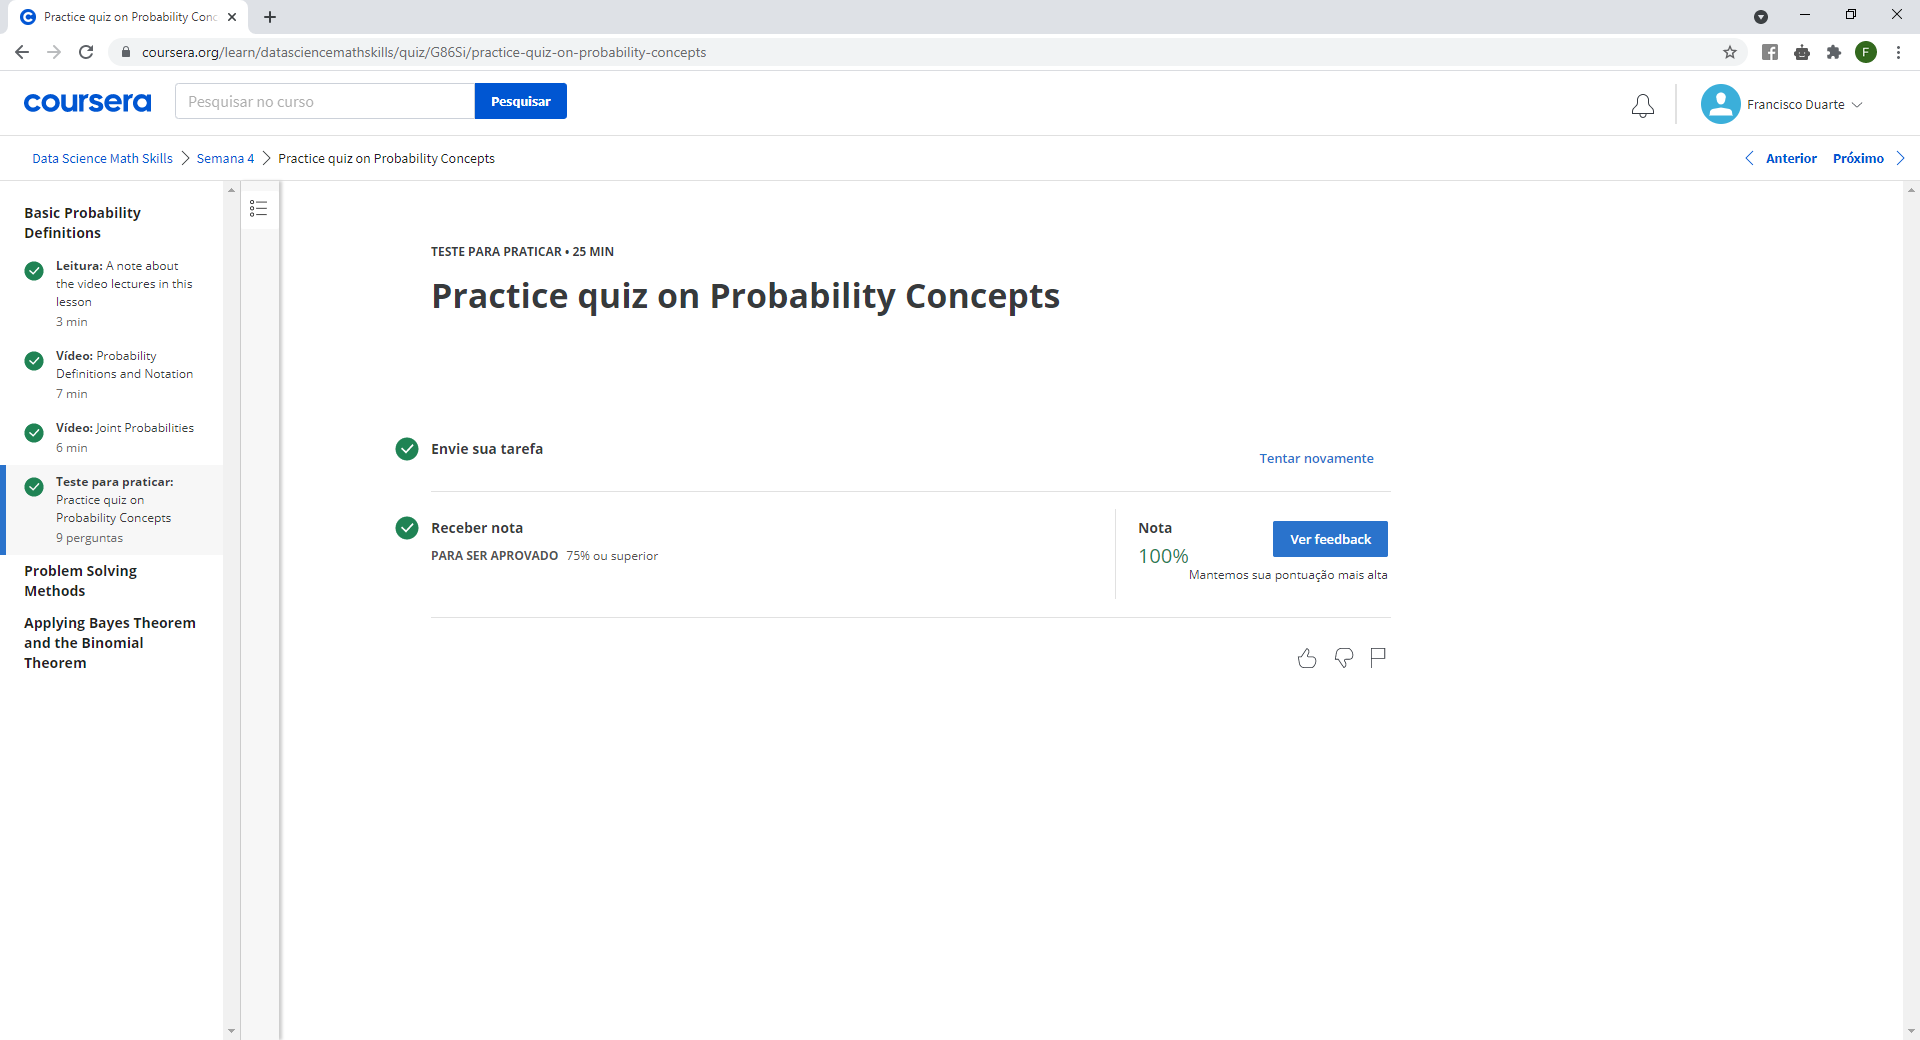 Practice quiz on Probability Conc
coursera.org/learn/datasciencemathskills/quiz/G86Si/practice-quiz-on-probability-concepts
F
coursera
Pesquisar no curso
Pesquisar
Francisco Duarte
Data Science Math Skills
Semana 4
Practice quiz on Probability Concepts
Anterior
Próximo
Basic Probability
Definitions
Leitura: A note about
the video lectures in this
lesson
3 min
Vídeo: Probability
Definitions and Notation
7 min
Vídeo: Joint Probabilities
6 min
Teste para praticar:
Practice quiz on
Probability Concepts
9 perguntas
Problem Solving
Methods
Applying Bayes Theorem
and the Binomial
Theorem
TESTE PARA PRATICAR • 25 MIN
Practice quiz on Probability Concepts
Envie sua tarefa
Tentar novamente
Receber nota
PARA SER APROVADO 75% ou superior
Nota
100%
Ver feedback
Mantemos sua pontuação mais alta